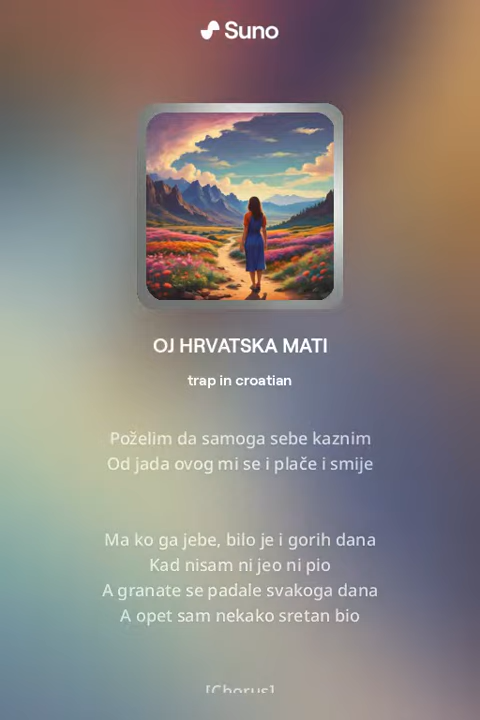 Suno
OJ HRVATSKA MATI
trap in croatian
Poželim da samoga sebe kaznim
Od jada ovog mi se i plače i smije
Ma ko ga jebe, bilo je i gorih dana
Kad nisam ni jeo ni pio
A granate se padale svakoga dana
A opet sam nekako sretan bio
[Chorus]